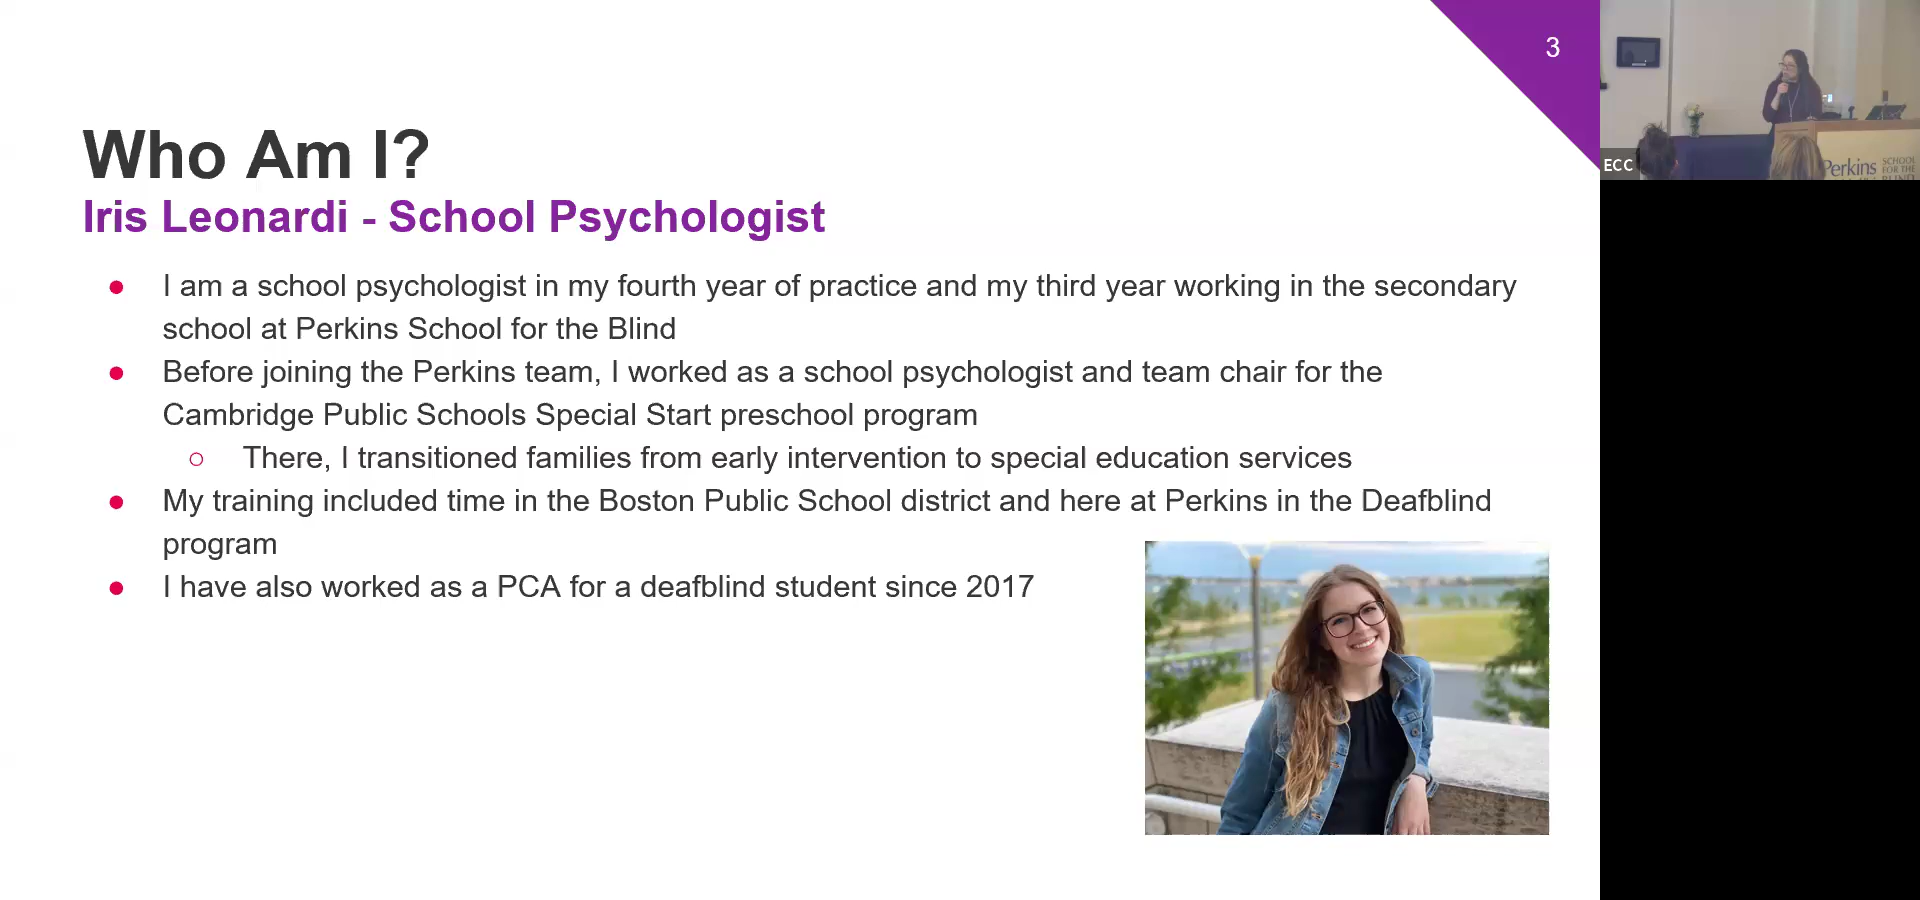 3
Who Am I?
Iris Leonardi - School Psychologist
● I am a school psychologist in my fourth year of practice and my third year working in the secondary
school at Perkins School for the Blind
● Before joining the Perkins team, I worked as a school psychologist and team chair for the
Cambridge Public Schools Special Start preschool program
○ There, I transitioned families from early intervention to special education services
● My training included time in the Boston Public School district and here at Perkins in the Deafblind
program
● I have also worked as a PCA for a deafblind student since 2017
ECC
Perkins
SCHOOL
FOR THE
BLIND